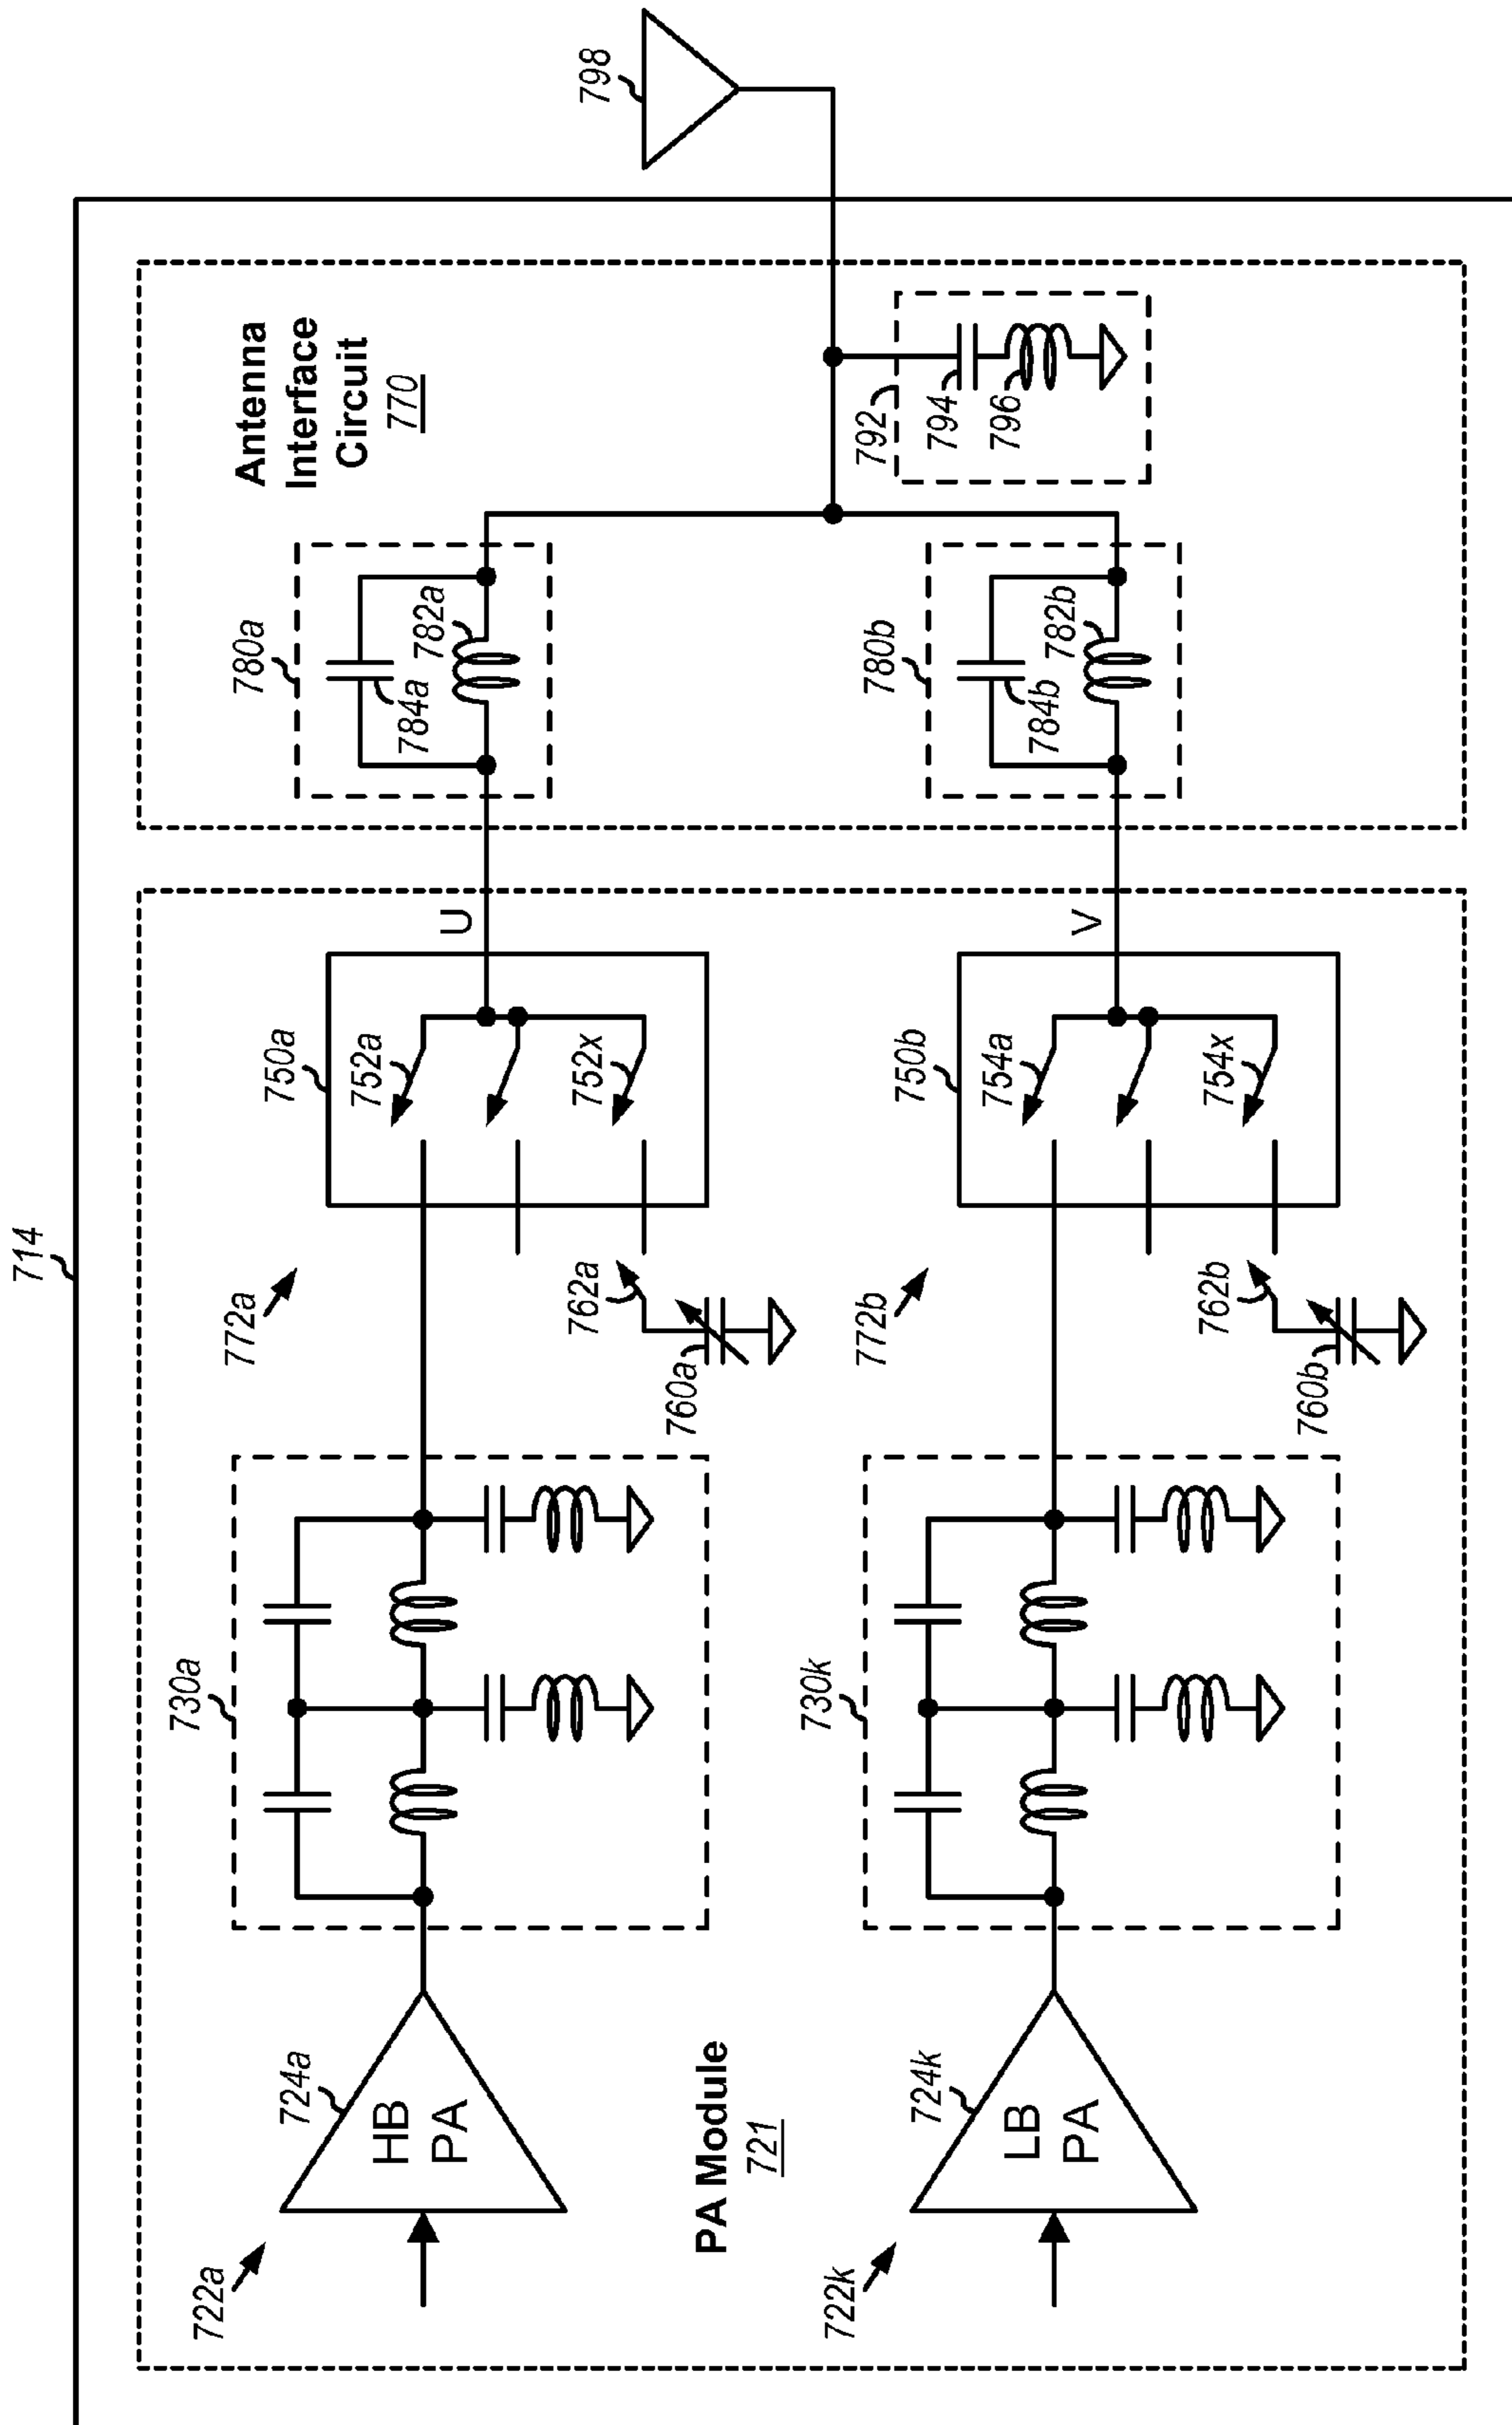 714
Antenna
Interface
Circuit
770
798
780a
784a
782a
792
794
796
780b
784b
782b
U
V
750a
752a
752x
750b
754a
754x
772a
762a
760a
772b
762b
760b
730a
730k
PA Module
721
722a
724a
HB
PA
722k
724k
LB
PA